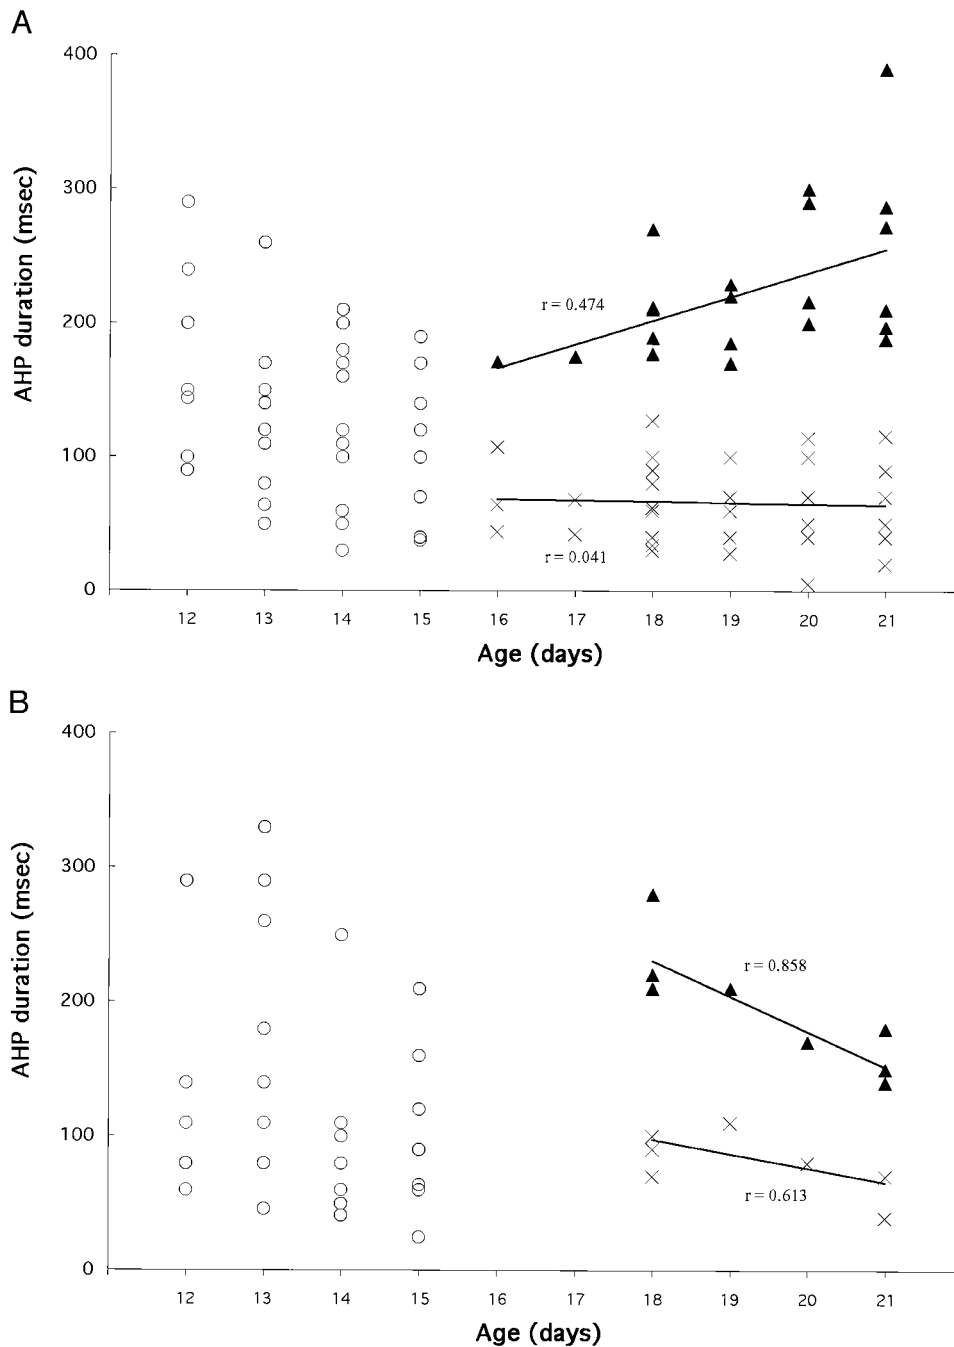 A
400
300
200
100
0
AHP duration (msec)
r = 0.474
r = 0.041
12 13 14 15 16 17 18 19 20 21
Age (days)
B
400
300
200
100
0
AHP duration (msec)
r = 0.858
r = 0.613
12 13 14 15 16 17 18 19 20 21
Age (days)